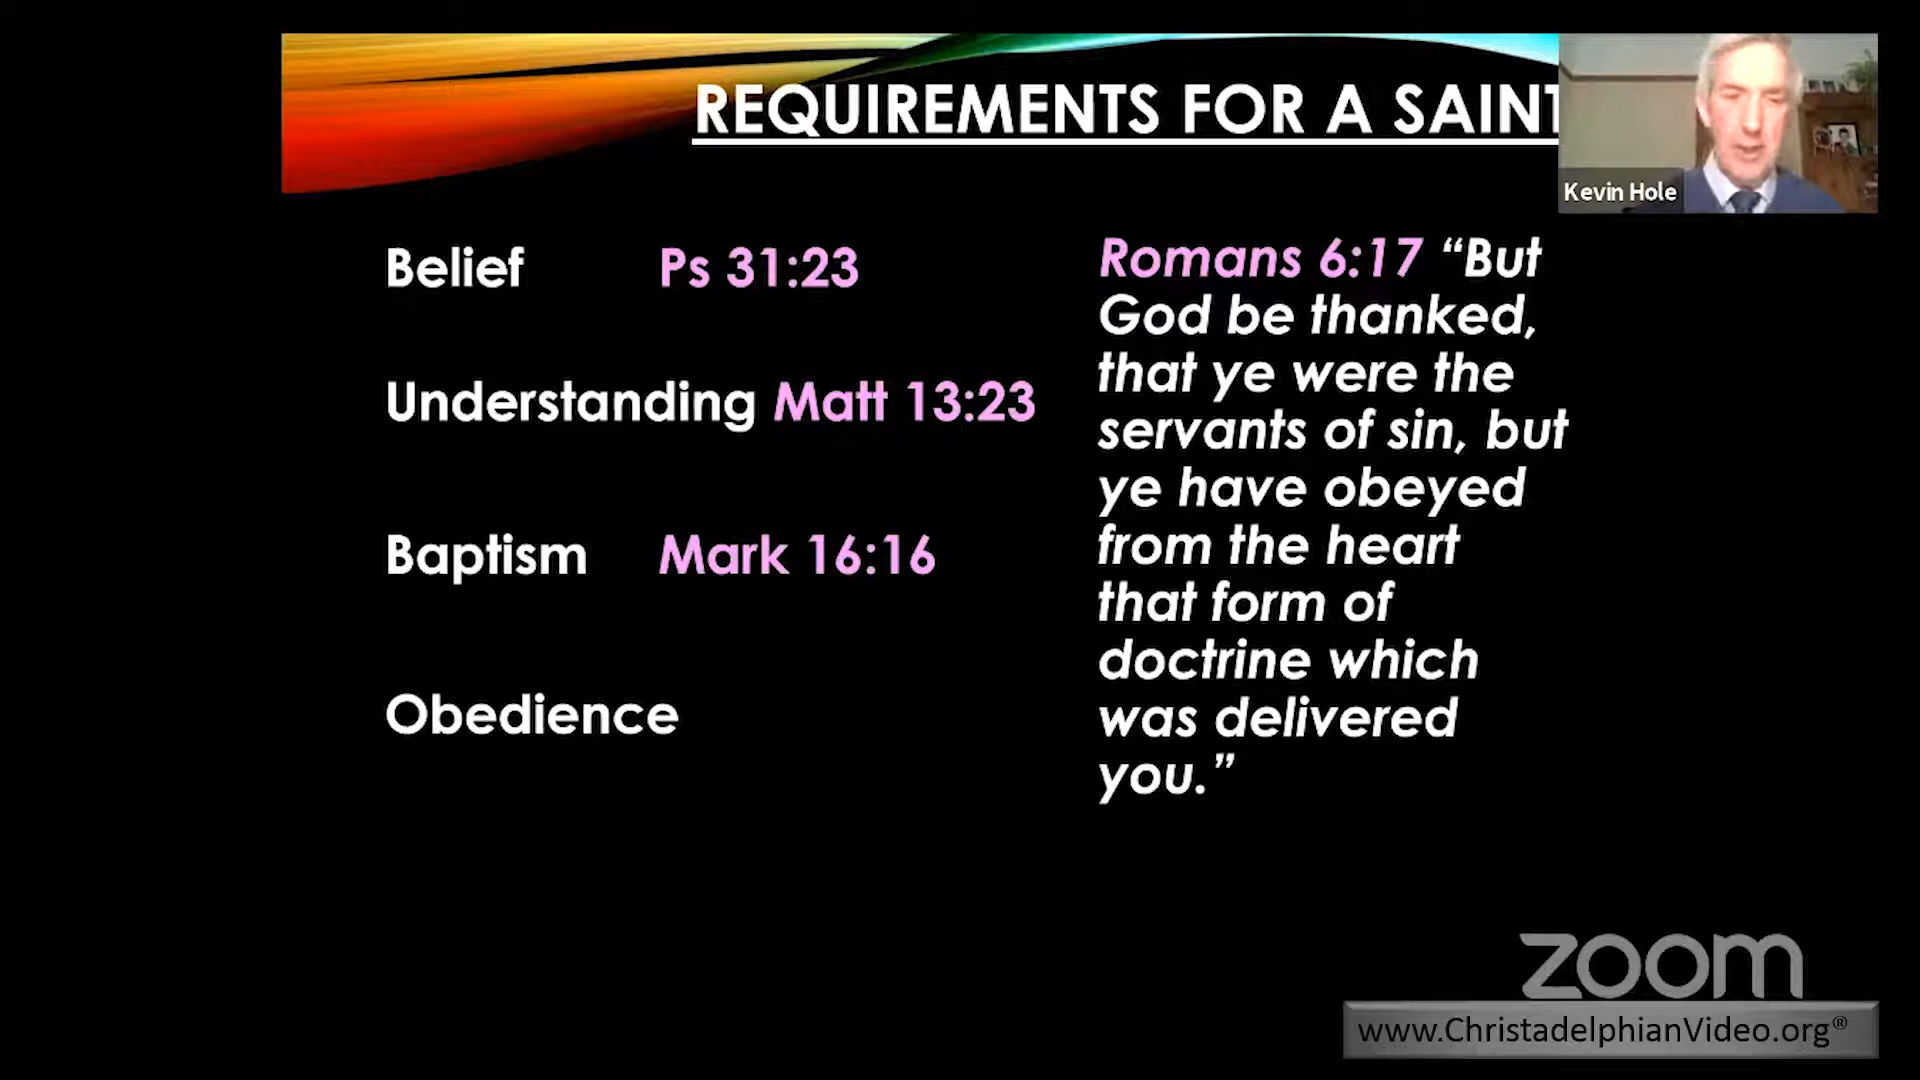 REQUIREMENTS FOR A SAINT
Kevin Hole
Belief Ps 31:23
Understanding Matt 13:23
Baptism Mark 16:16
Obedience
Romans 6:17 “But
God be thanked,
that ye were the
servants of sin, but
ye have obeyed
from the heart
that form of
doctrine which
was delivered
you.”
zoom
www.ChristadelphianVideo.org®